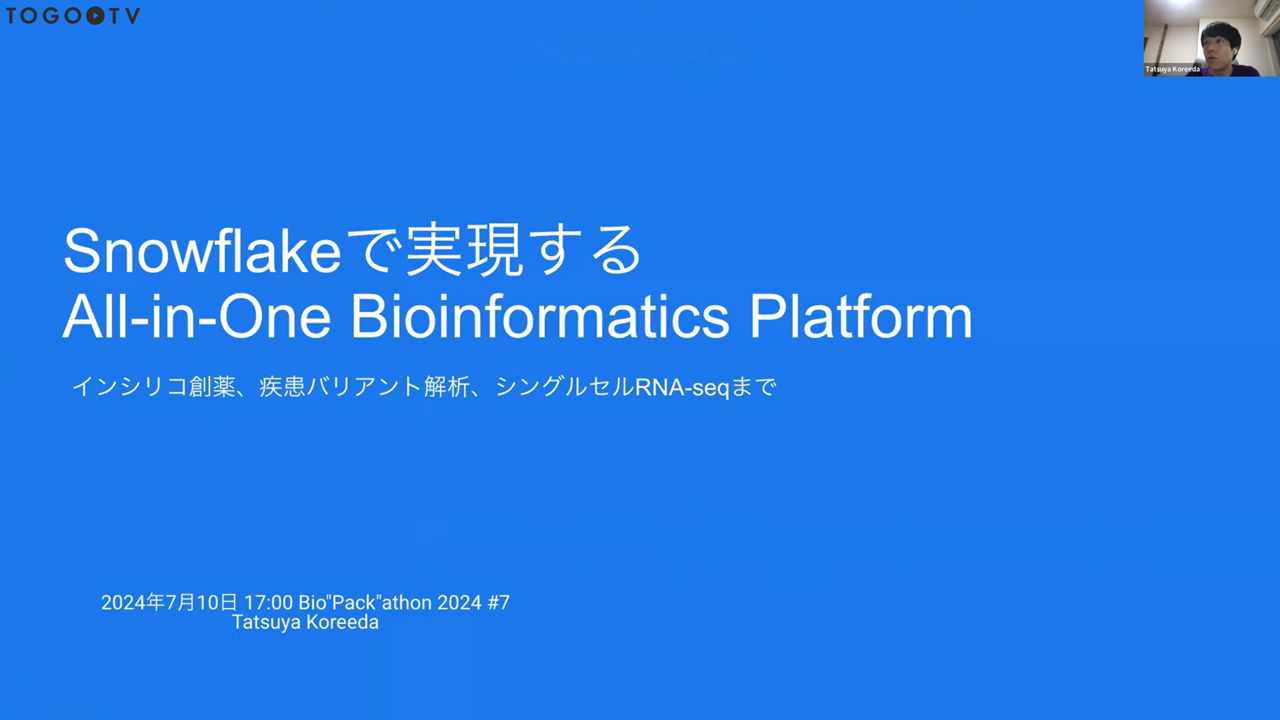 TOGOTV
Tatsuya Koreeda
Snowflakeで実現する
All-in-One Bioinformatics Platform
インシリコ創薬、疾患バリアント解析、シングルセルRNA-seqまで
2024年7月10日 17:00 Bio"Pack"athon 2024 #7
Tatsuya Koreeda